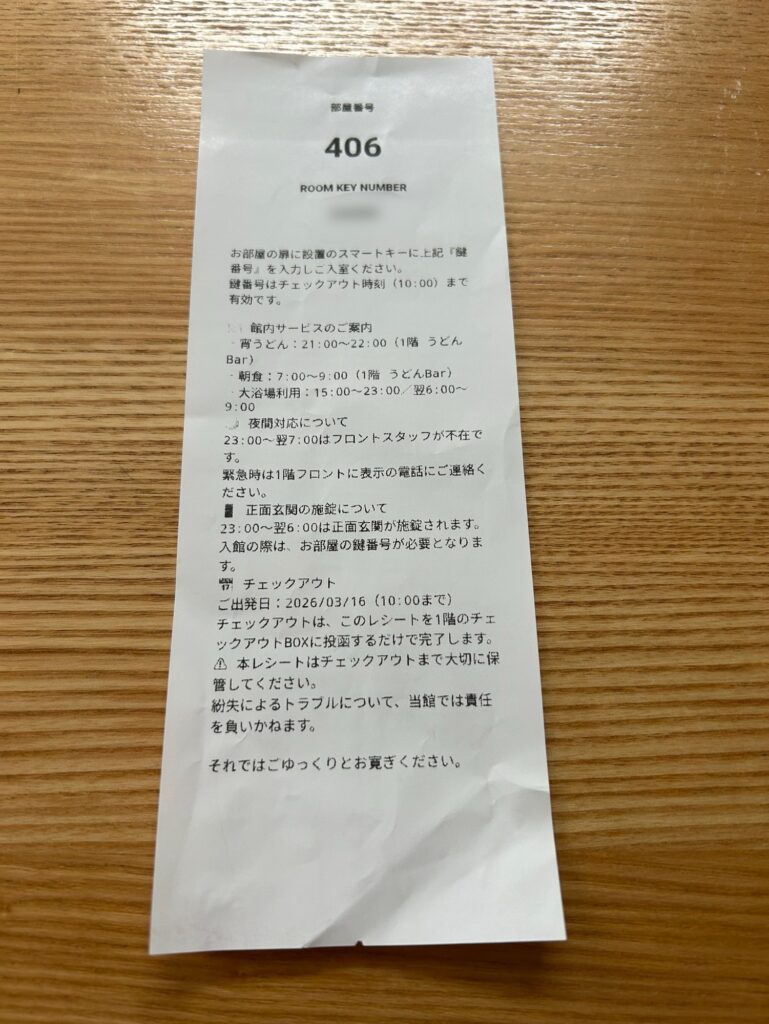 部屋番号
406
ROOM KEY NUMBER
お部屋の扉に設置のスマートキーに上記『鍵
番号』を入力しご入室ください。
鍵番号はチェックアウト時刻（10:00）まで
有効です。
館内サービスのご案内
・宵うどん：21:00〜22:00（1階 うどん
Bar）
・朝食：7:00〜9:00（1階 うどんBar）
・大浴場利用：15:00〜23:00／翌6:00〜
9:00
夜間対応について
23:00〜翌7:00はフロントスタッフが不在で
す。
緊急時は1階フロントに表示の電話にご連絡く
ださい。
正面玄関の施錠について
23:00〜翌6:00は正面玄関が施錠されます。
入館の際は、お部屋の鍵番号が必要となりま
す。
チェックアウト
ご出発日：2026/03/16（10:00まで）
チェックアウトは、このレシートを1階のチェ
ックアウトBOXに投函するだけで完了します。
⚠ 本レシートはチェックアウトまで大切に保
管してください。
紛失によるトラブルについて、当館では責任
を負いかねます。
それではごゆっくりとお寛ぎください。